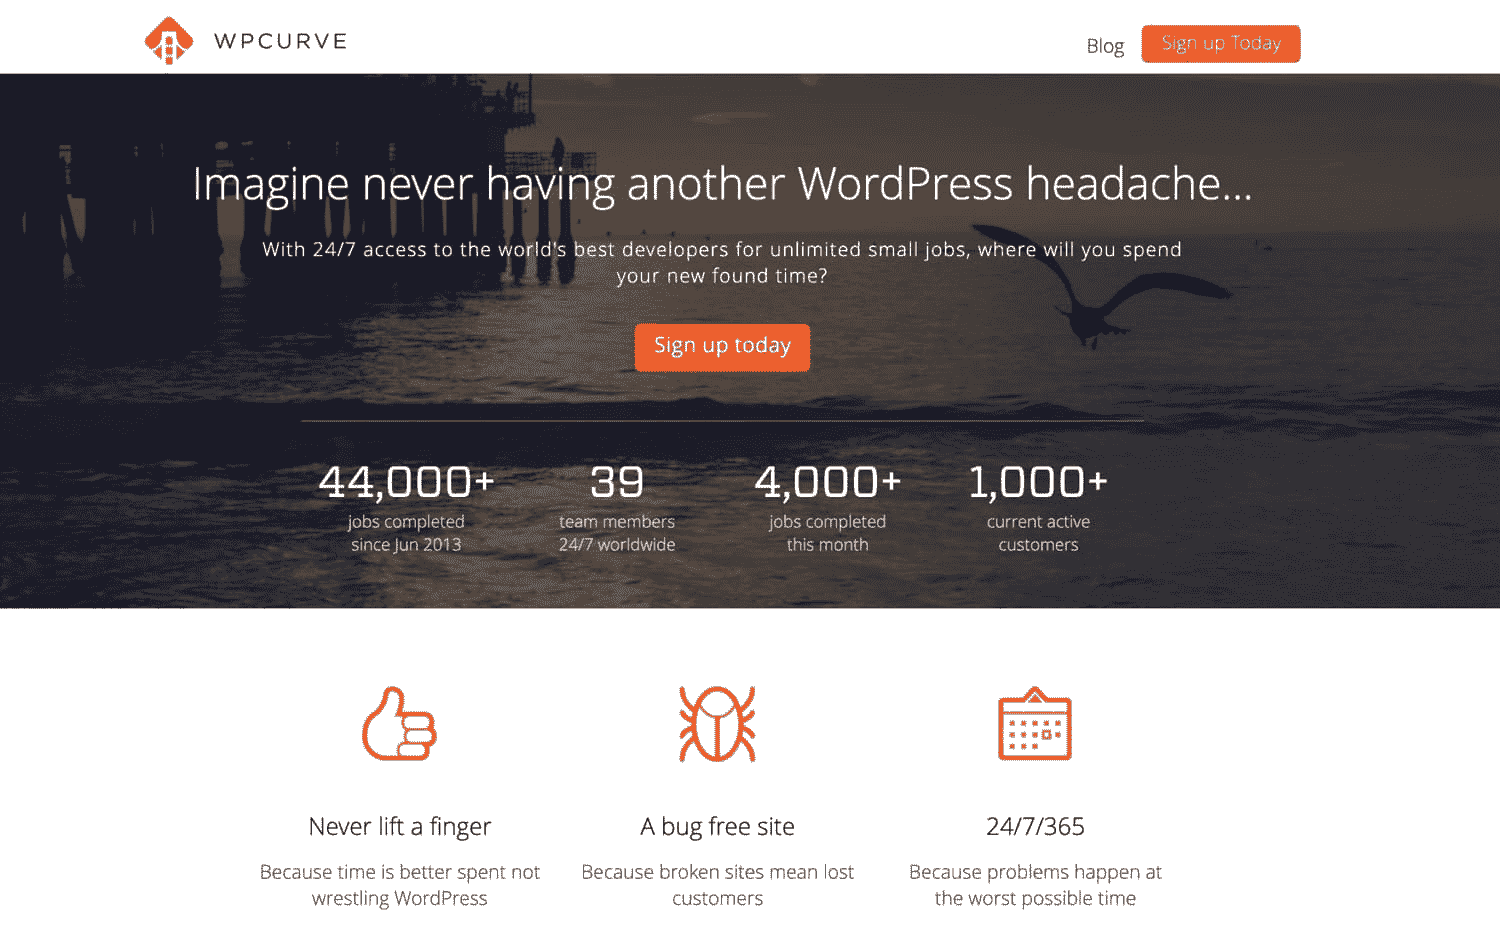 WPCURVE
Blog
Sign up Today
Imagine never having another WordPress headache...
With 24/7 access to the world's best developers for unlimited small jobs, where will you spend
your new found time?
Sign up today
44,000+
jobs completed
since Jun 2013
39
team members
24/7 worldwide
4,000+
jobs completed
this month
1,000+
current active
customers
Never lift a finger
Because time is better spent not
wrestling WordPress
A bug free site
Because broken sites mean lost
customers
24/7/365
Because problems happen at
the worst possible time